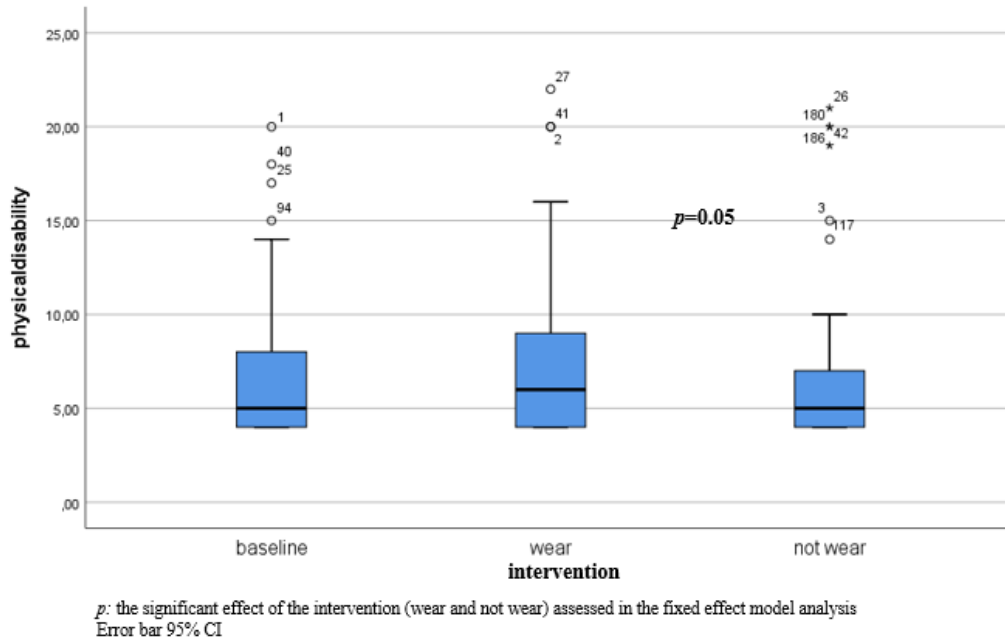 25,00
20,00
15,00
10,00
5,00
,00
physicaldisability
1
40
25
94
27
41
2
26
180
42
186
3
117
p=0.05
baseline
wear
not wear
intervention
p: the significant effect of the intervention (wear and not wear) assessed in the fixed effect model analysis
Error bar 95% CI